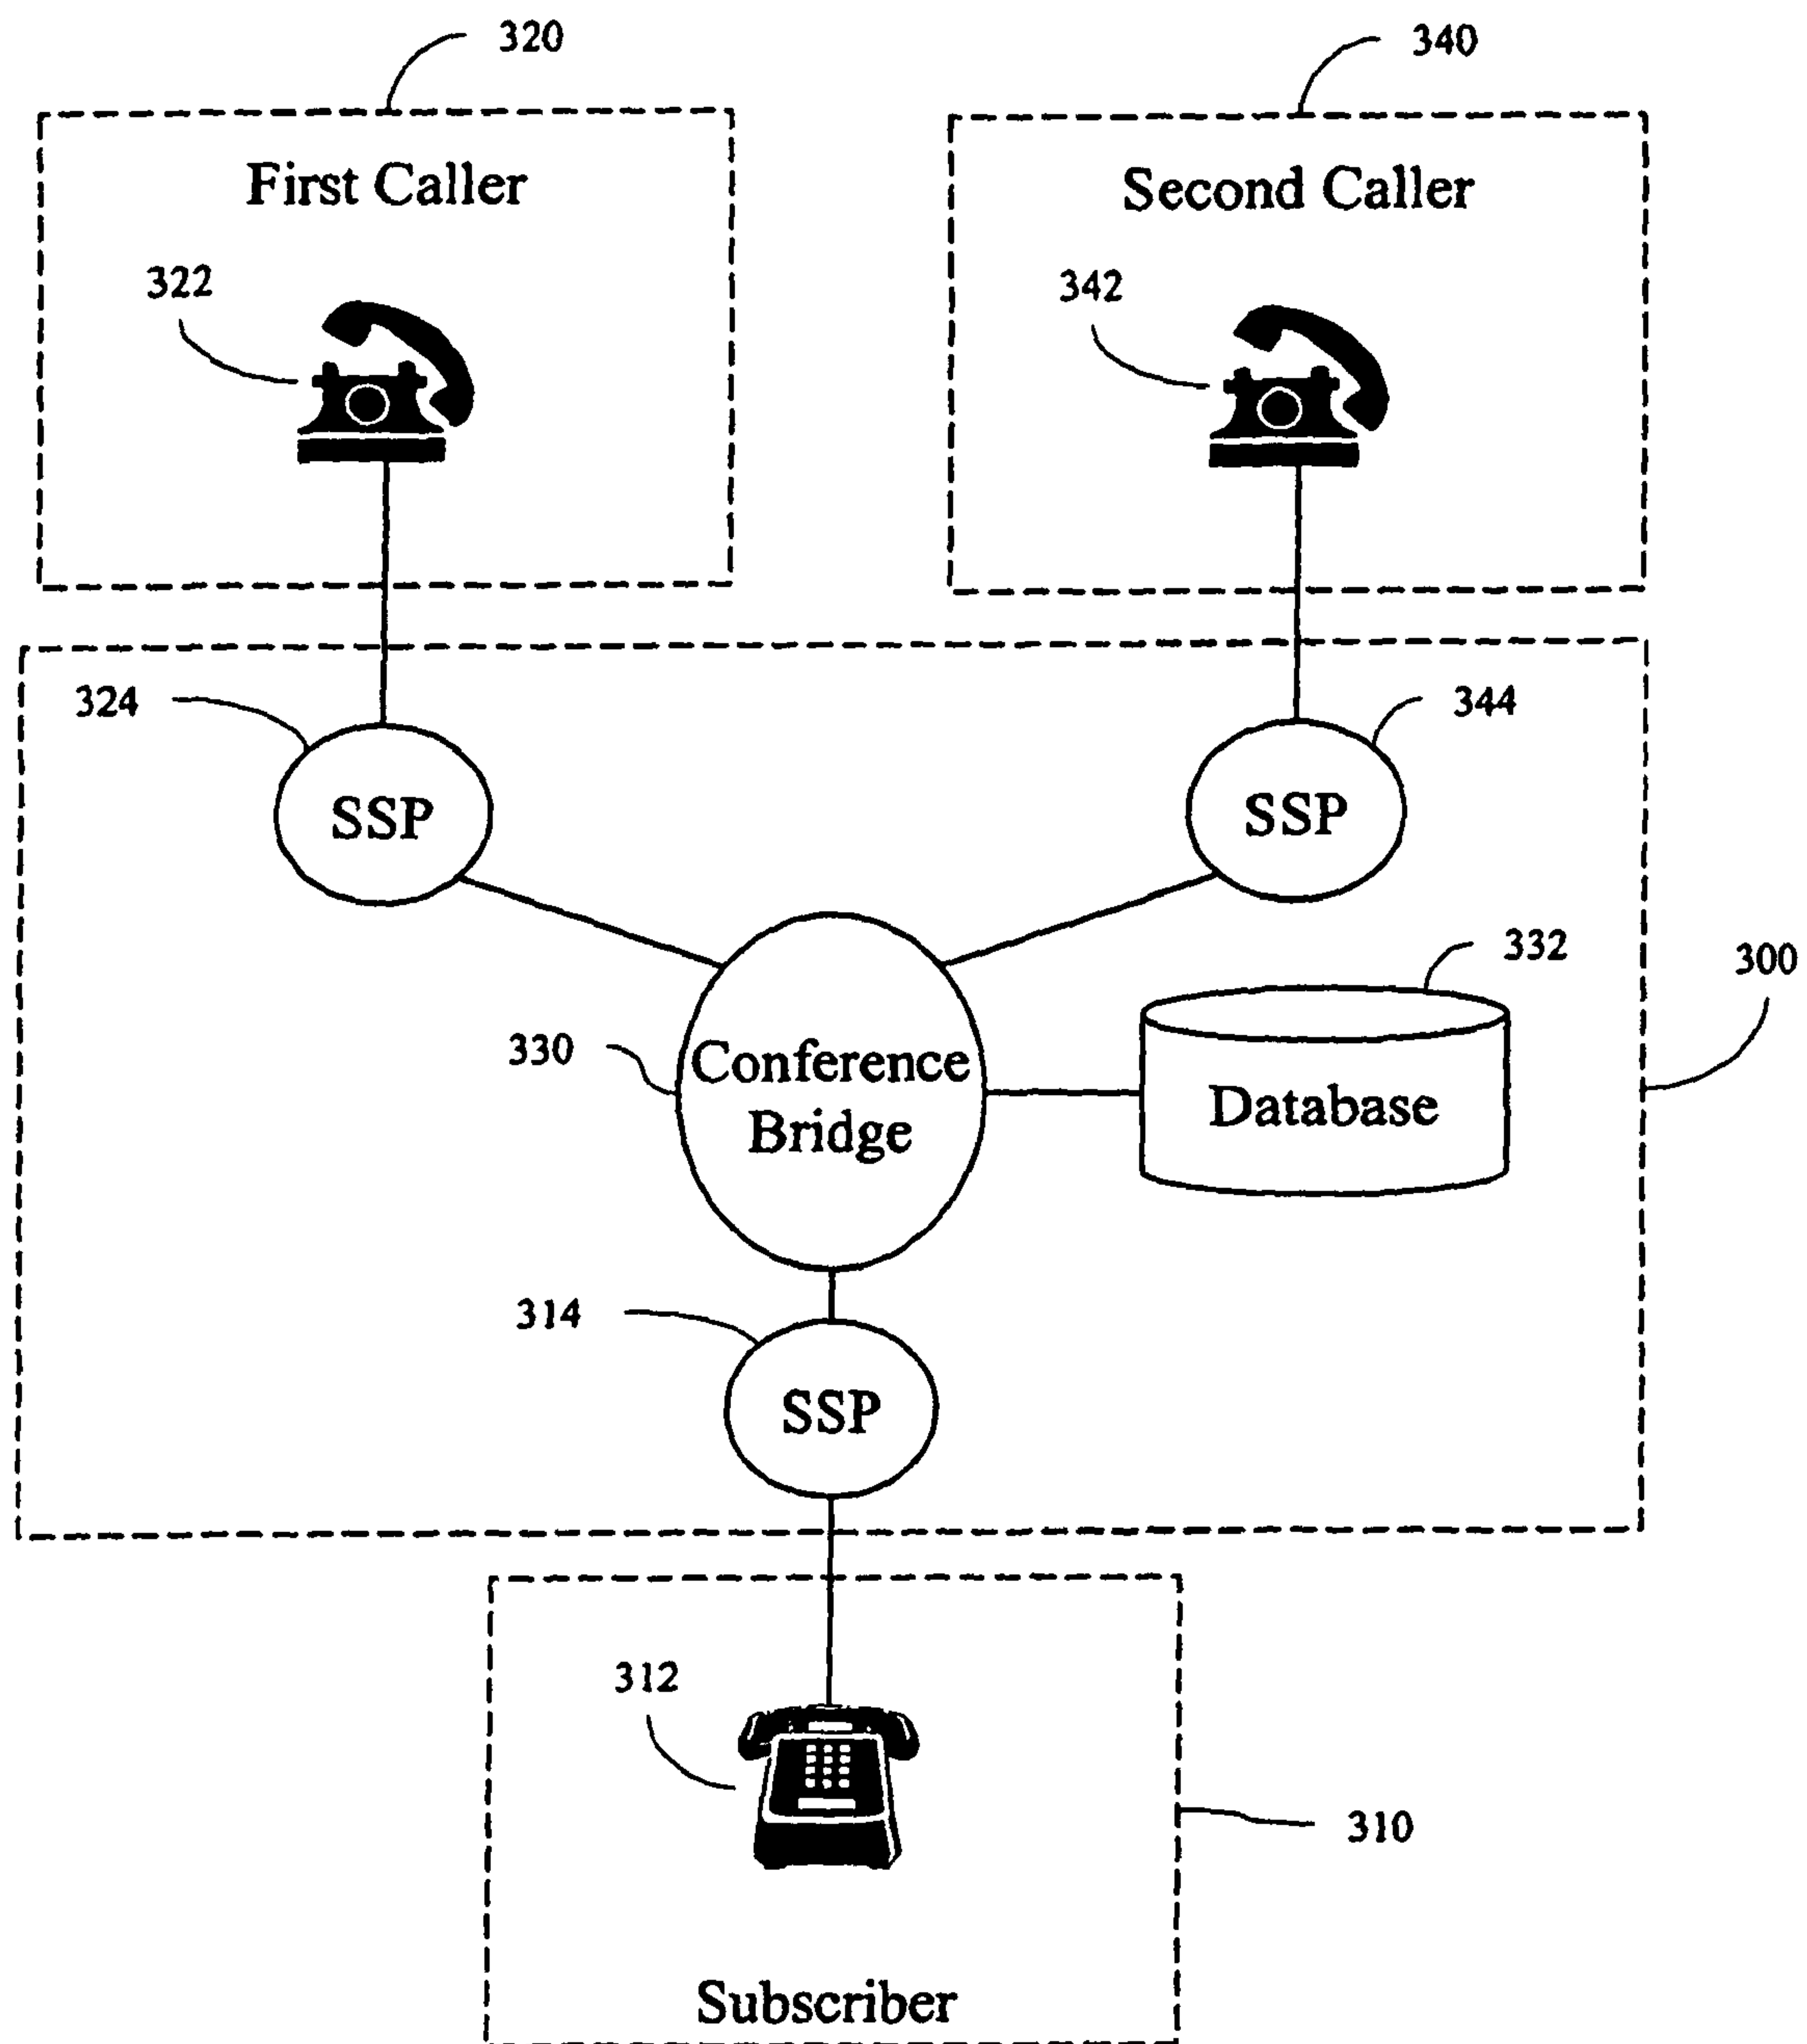 320
340
First Caller
Second Caller
322
342
324
344
SSP
SSP
332
300
330
Conference
Bridge
Database
314
SSP
312
310
Subscriber